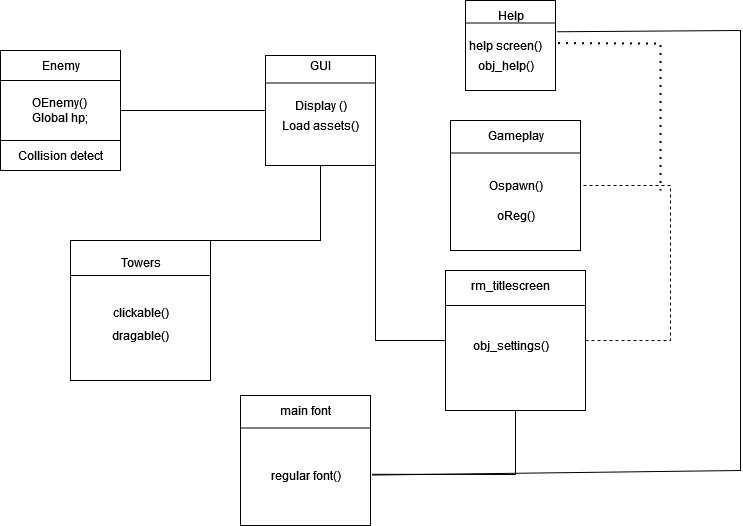 Help
help screen()
obj_help()
Enemy
OEnemy()
Global hp;
Collision detect
GUI
Display ()
Load assets()
Gameplay
Ospawn()
oReg()
Towers
clickable()
dragable()
rm_titlescreen
obj_settings()
main font
regular font()